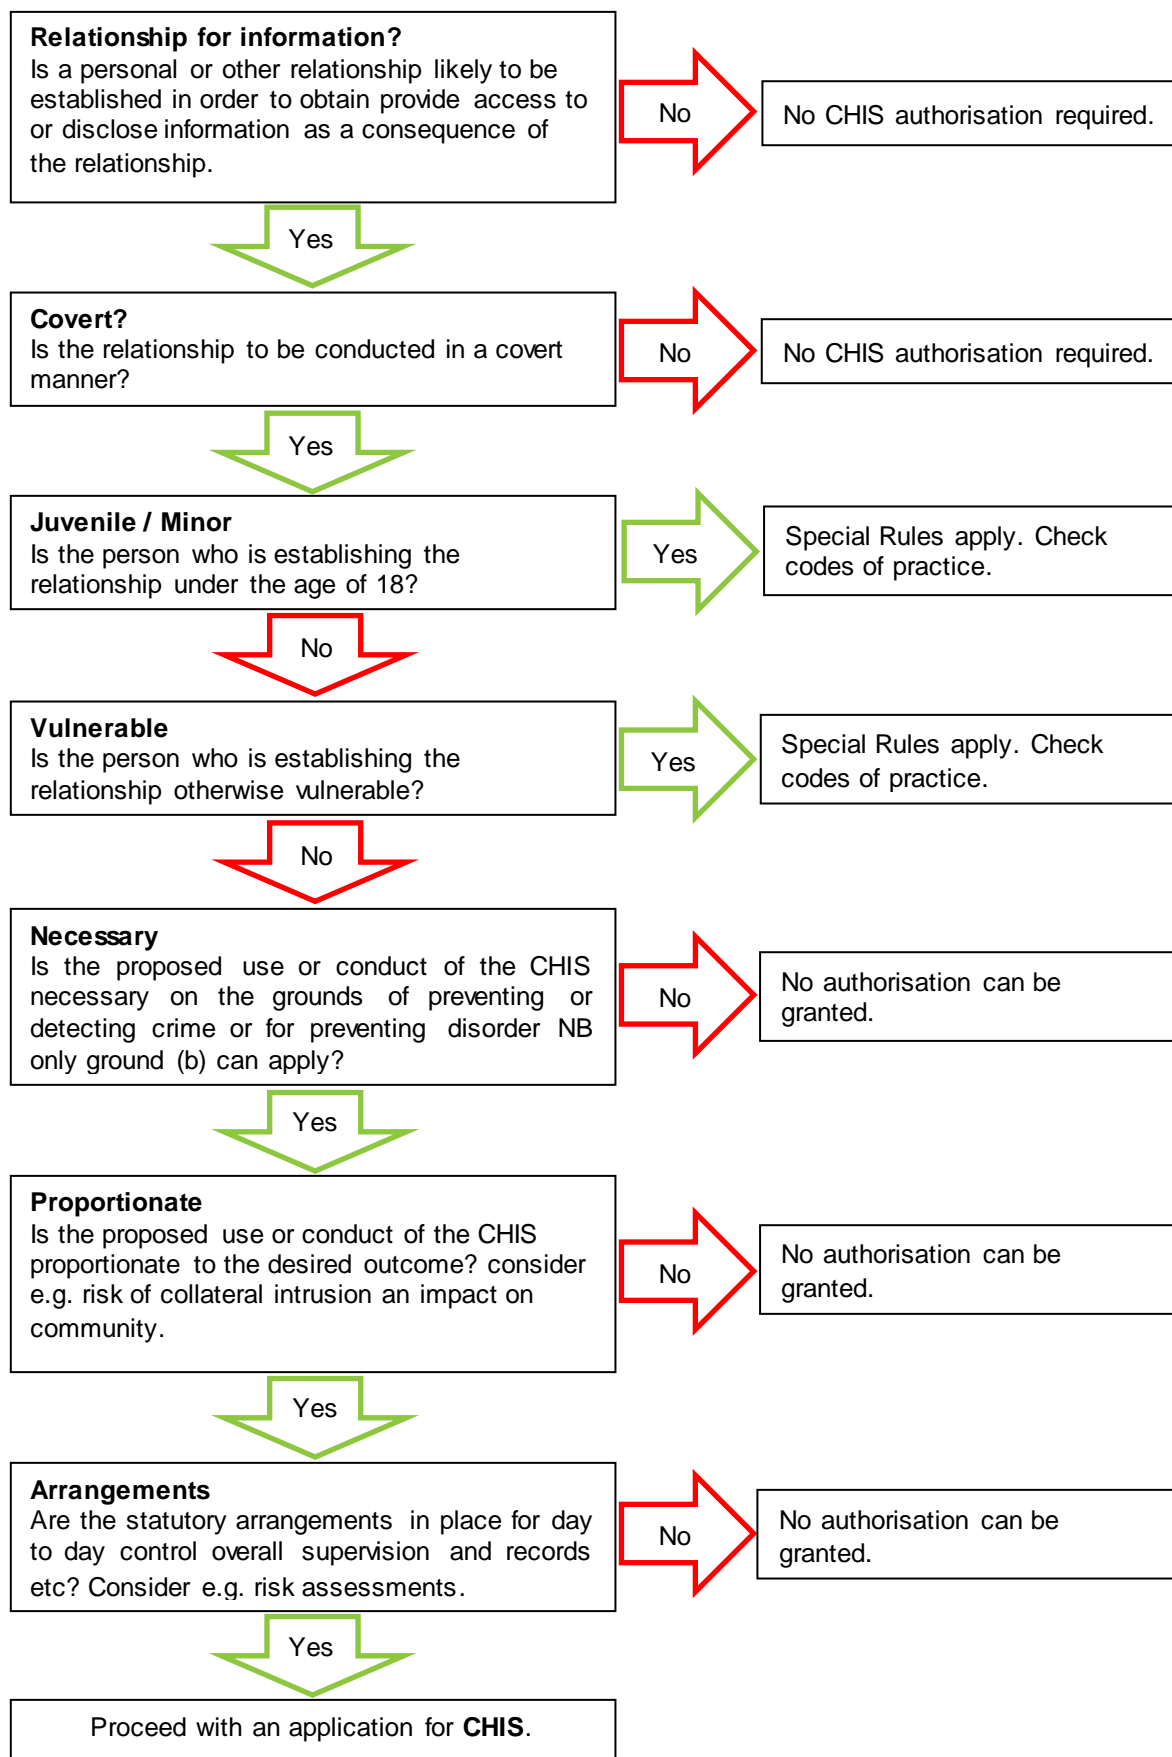 Relationship for information?
Is a personal or other relationship likely to be
established in order to obtain provide access to
or disclose information as a consequence of
the relationship.
No
No CHIS authorisation required.
Yes
Covert?
Is the relationship to be conducted in a covert
manner?
No
No CHIS authorisation required.
Yes
Juvenile / Minor
Is the person who is establishing the
relationship under the age of 18?
Yes
Special Rules apply. Check
codes of practice.
No
Vulnerable
Is the person who is establishing the
relationship otherwise vulnerable?
Yes
Special Rules apply. Check
codes of practice.
No
Necessary
Is the proposed use or conduct of the CHIS
necessary on the grounds of preventing or
detecting crime or for preventing disorder NB
only ground (b) can apply?
No
No authorisation can be
granted.
Yes
Proportionate
Is the proposed use or conduct of the CHIS
proportionate to the desired outcome? consider
e.g. risk of collateral intrusion an impact on
community.
No
No authorisation can be
granted.
Yes
Arrangements
Are the statutory arrangements in place for day
to day control overall supervision and records
etc? Consider e.g. risk assessments.
No
No authorisation can be
granted.
Yes
Proceed with an application for CHIS.